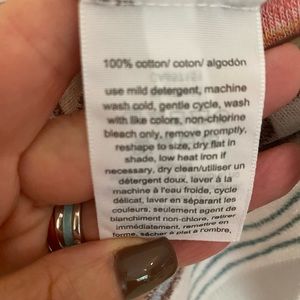 100% cotton/ coton/ algodón
use mild detergent, machine
wash cold, gentle cycle, wash
with like colors, non-chlorine
bleach only, remove promptly,
reshape to size, dry flat in
shade, low heat iron if
necessary, dry clean/utiliser un
détergent doux, laver à la
machine à l'eau froide, cycle
délicat, laver en séparant les
couleurs, seulement agent de
blanchiment non-chlore, retirer
immédiatement, remettre en
forme, sécher à plat à l'ombre,